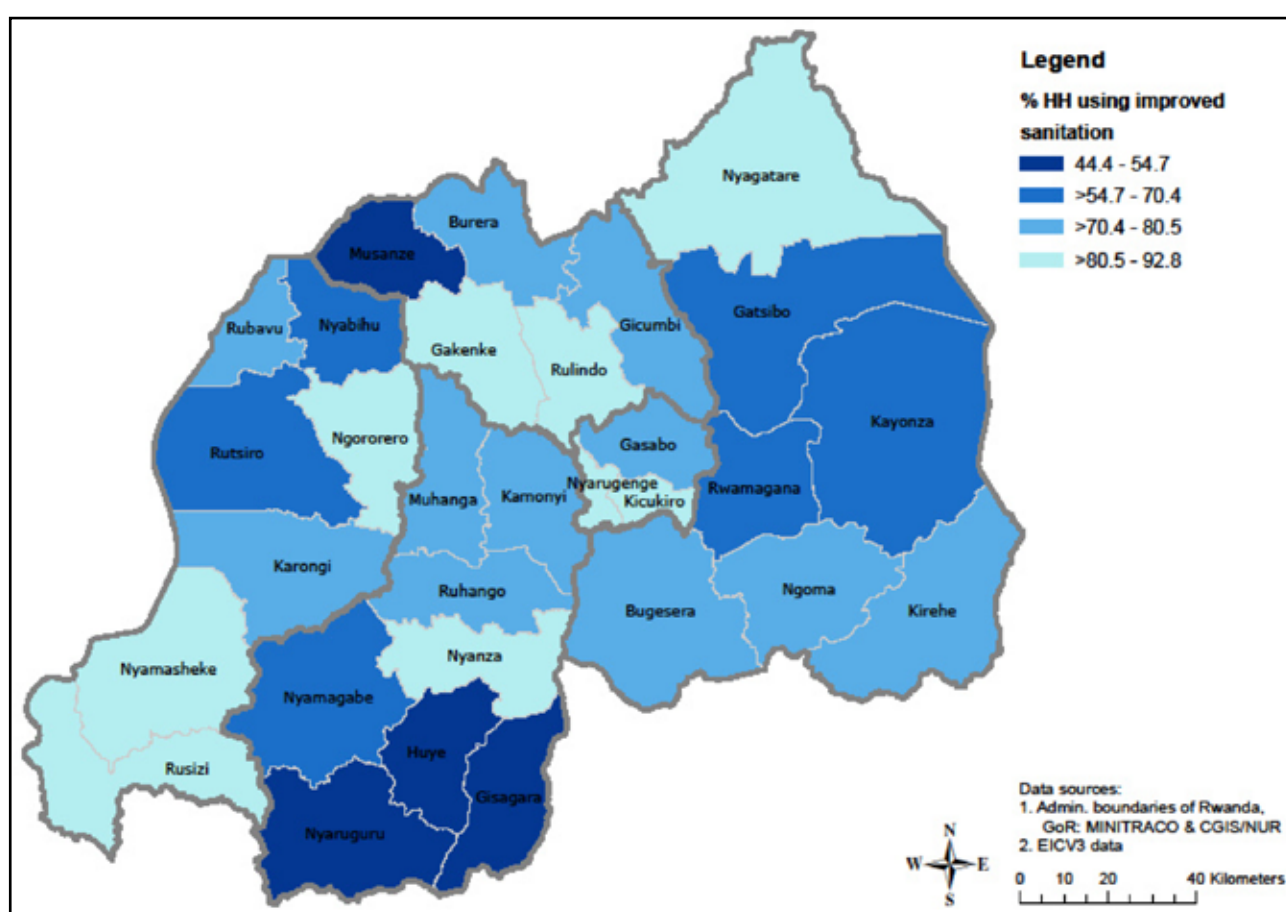 Legend
% HH using improved
sanitation
44.4 - 54.7
>54.7 - 70.4
>70.4 - 80.5
>80.5 - 92.8
Nyagatare
Burera
Musanze
Gatsibo
Rubavu
Nyabihu
Gicumbi
Gakenke
Rulindo
Kayonza
Ngororero
Gasabo
Rutsiro
Nyarugenge
Rwamagana
Muhanga
Kamonyi
Kicukiro
Karongi
Ruhango
Ngoma
Bugesera
Kirehe
Nyanza
Nyamasheke
Nyamagabe
Huye
Rusizi
Gisagara
Nyaruguru
Data sources:
1. Admin. boundaries of Rwanda,
GoR: MINITRACO & CGIS/NUR
2. EICV3 data
N
W E
S
0 10 20 40 Kilometers